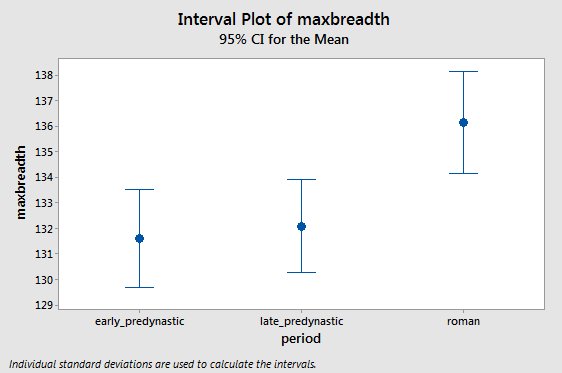 Interval Plot of maxbreadth
95% CI for the Mean
138
137
136
135
134
133
132
131
130
129
maxbreadth
early_predynastic late_predynastic roman
period
Individual standard deviations are used to calculate the intervals.